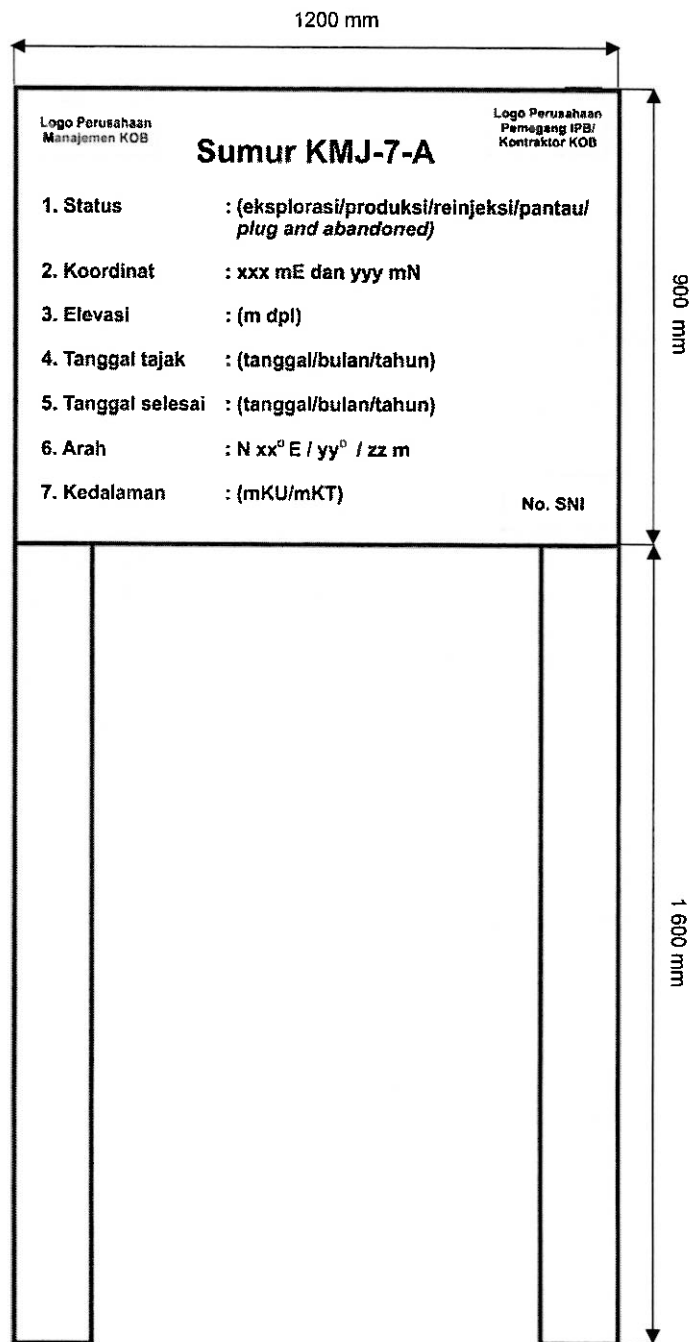 1200 mm
Logo Perusahaan
Manajemen KOB
Logo Perusahaan
Pemegang IPB/
Kontraktor KOB
Sumur KMJ-7-A
1. Status : (eksplorasi/produksi/reinjeksi/pantau/
plug and abandoned)
2. Koordinat : xxx mE dan yyy mN
3. Elevasi : (m dpl)
4. Tanggal tajak : (tanggal/bulan/tahun)
5. Tanggal selesai : (tanggal/bulan/tahun)
6. Arah : N xx° E / yy° / zz m
7. Kedalaman : (mKU/mKT)
No. SNI
900 mm
1 600 mm